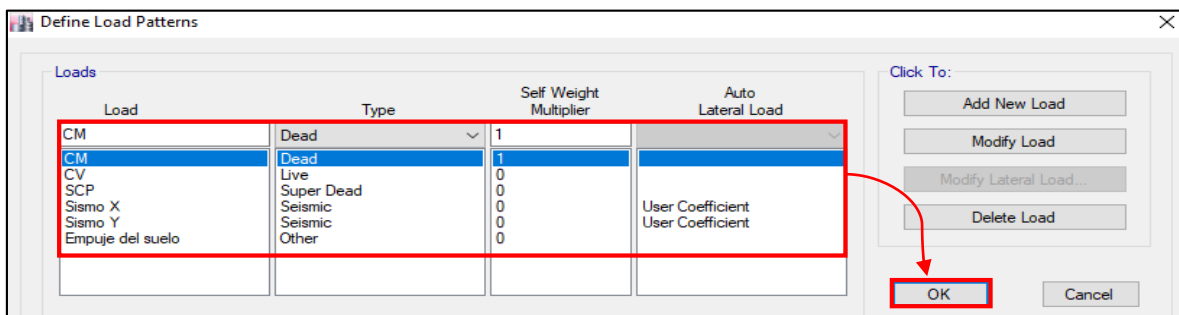 Define Load Patterns
Loads
Click To:
Load Type Self Weight Multiplier Auto Lateral Load
CM Dead 1
CM Dead 1
CV Live 0
SCP Super Dead 0
Sismo X Seismic 0 User Coefficient
Sismo Y Seismic 0 User Coefficient
Empuje del suelo Other 0
Add New Load
Modify Load
Modify Lateral Load...
Delete Load
OK Cancel